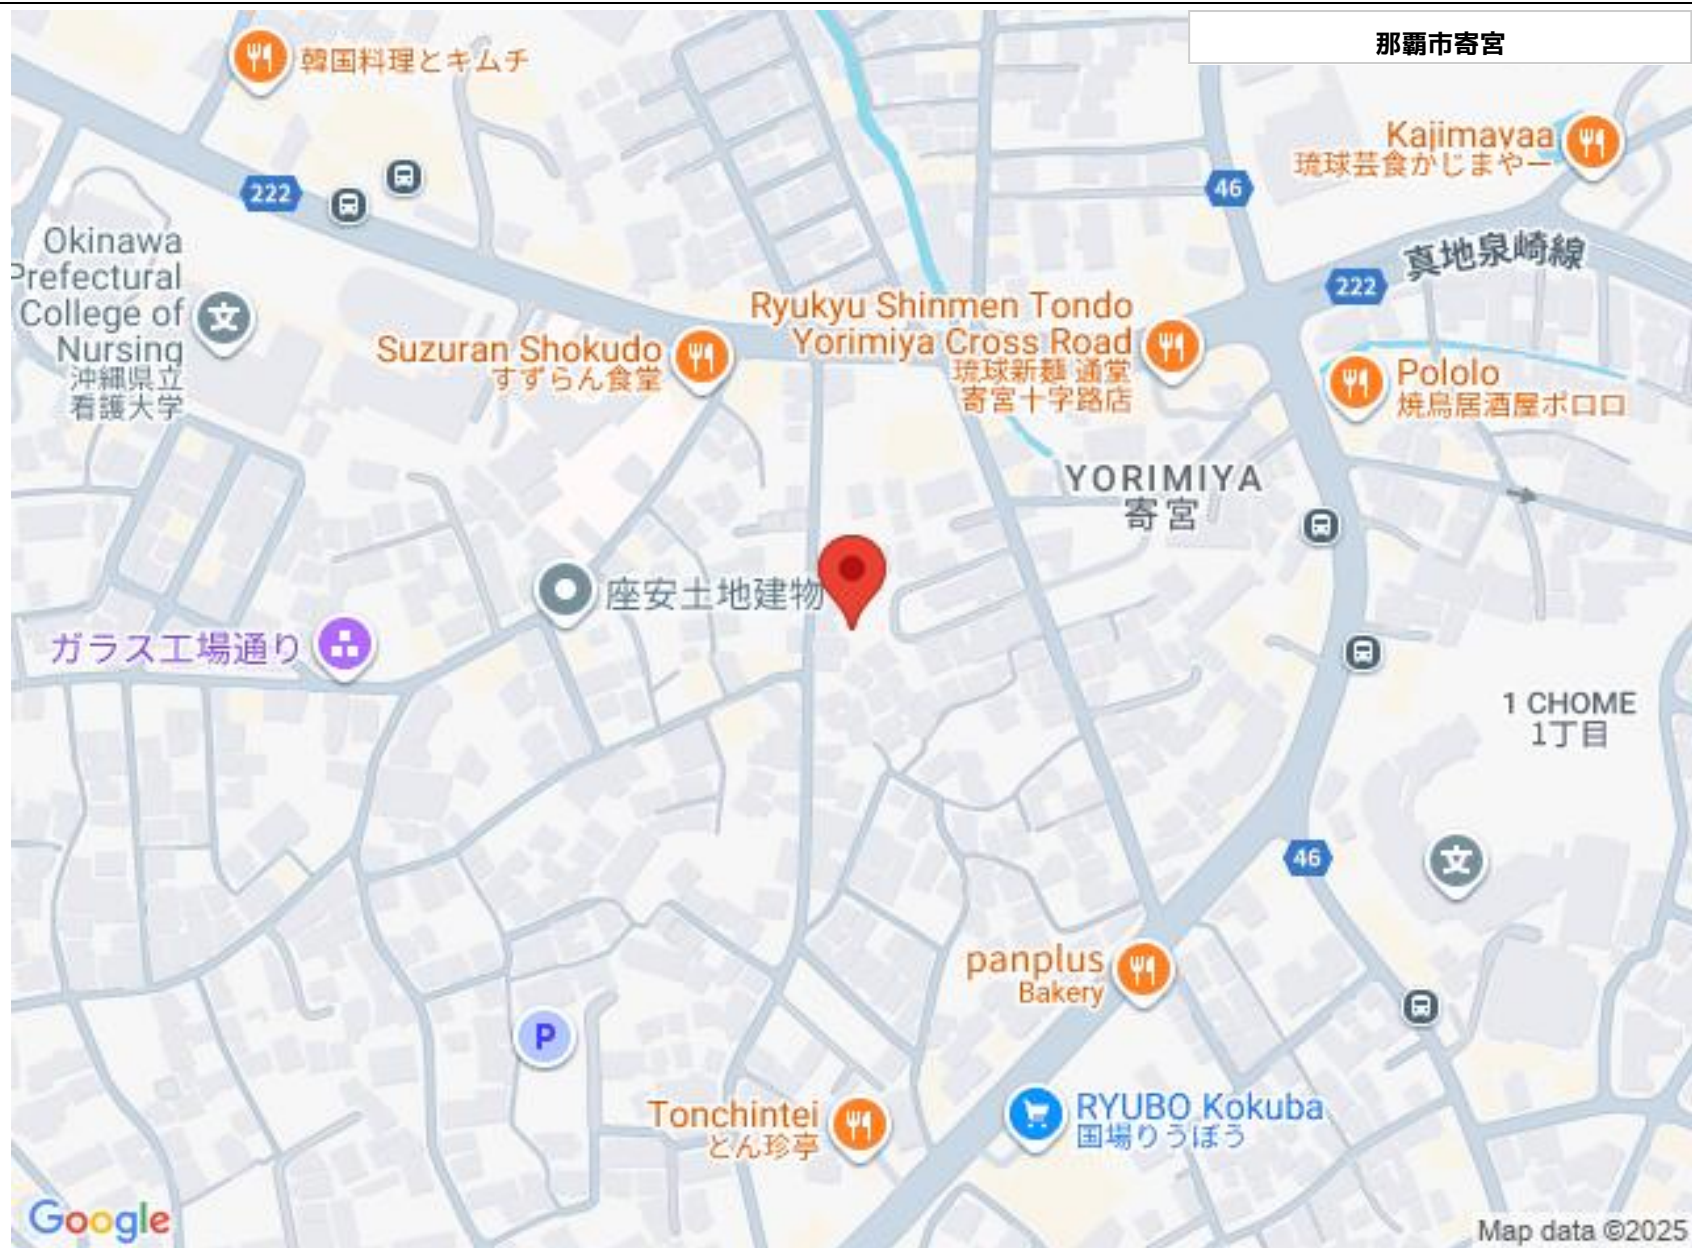 那覇市寄宮
韓国料理とキムチ
Kajimayaa
琉球芸食かじまやー
222
46
Okinawa
Prefectural
College of
Nursing
沖縄県立
看護大学
真地泉崎線
222
Ryukyu Shinmen Tondo
Yorimiya Cross Road
琉球新麺 通堂
寄宮十字路店
Suzuran Shokudo
すずらん食堂
Pololo
焼鳥居酒屋ポロロ
YORIMIYA
寄宮
座安土地建物
ガラス工場通り
1 CHOME
1丁目
46
panplus
Bakery
P
Tonchintei
とん珍亭
RYUBO Kokuba
国場りうぼう
Google
Map data ©2025